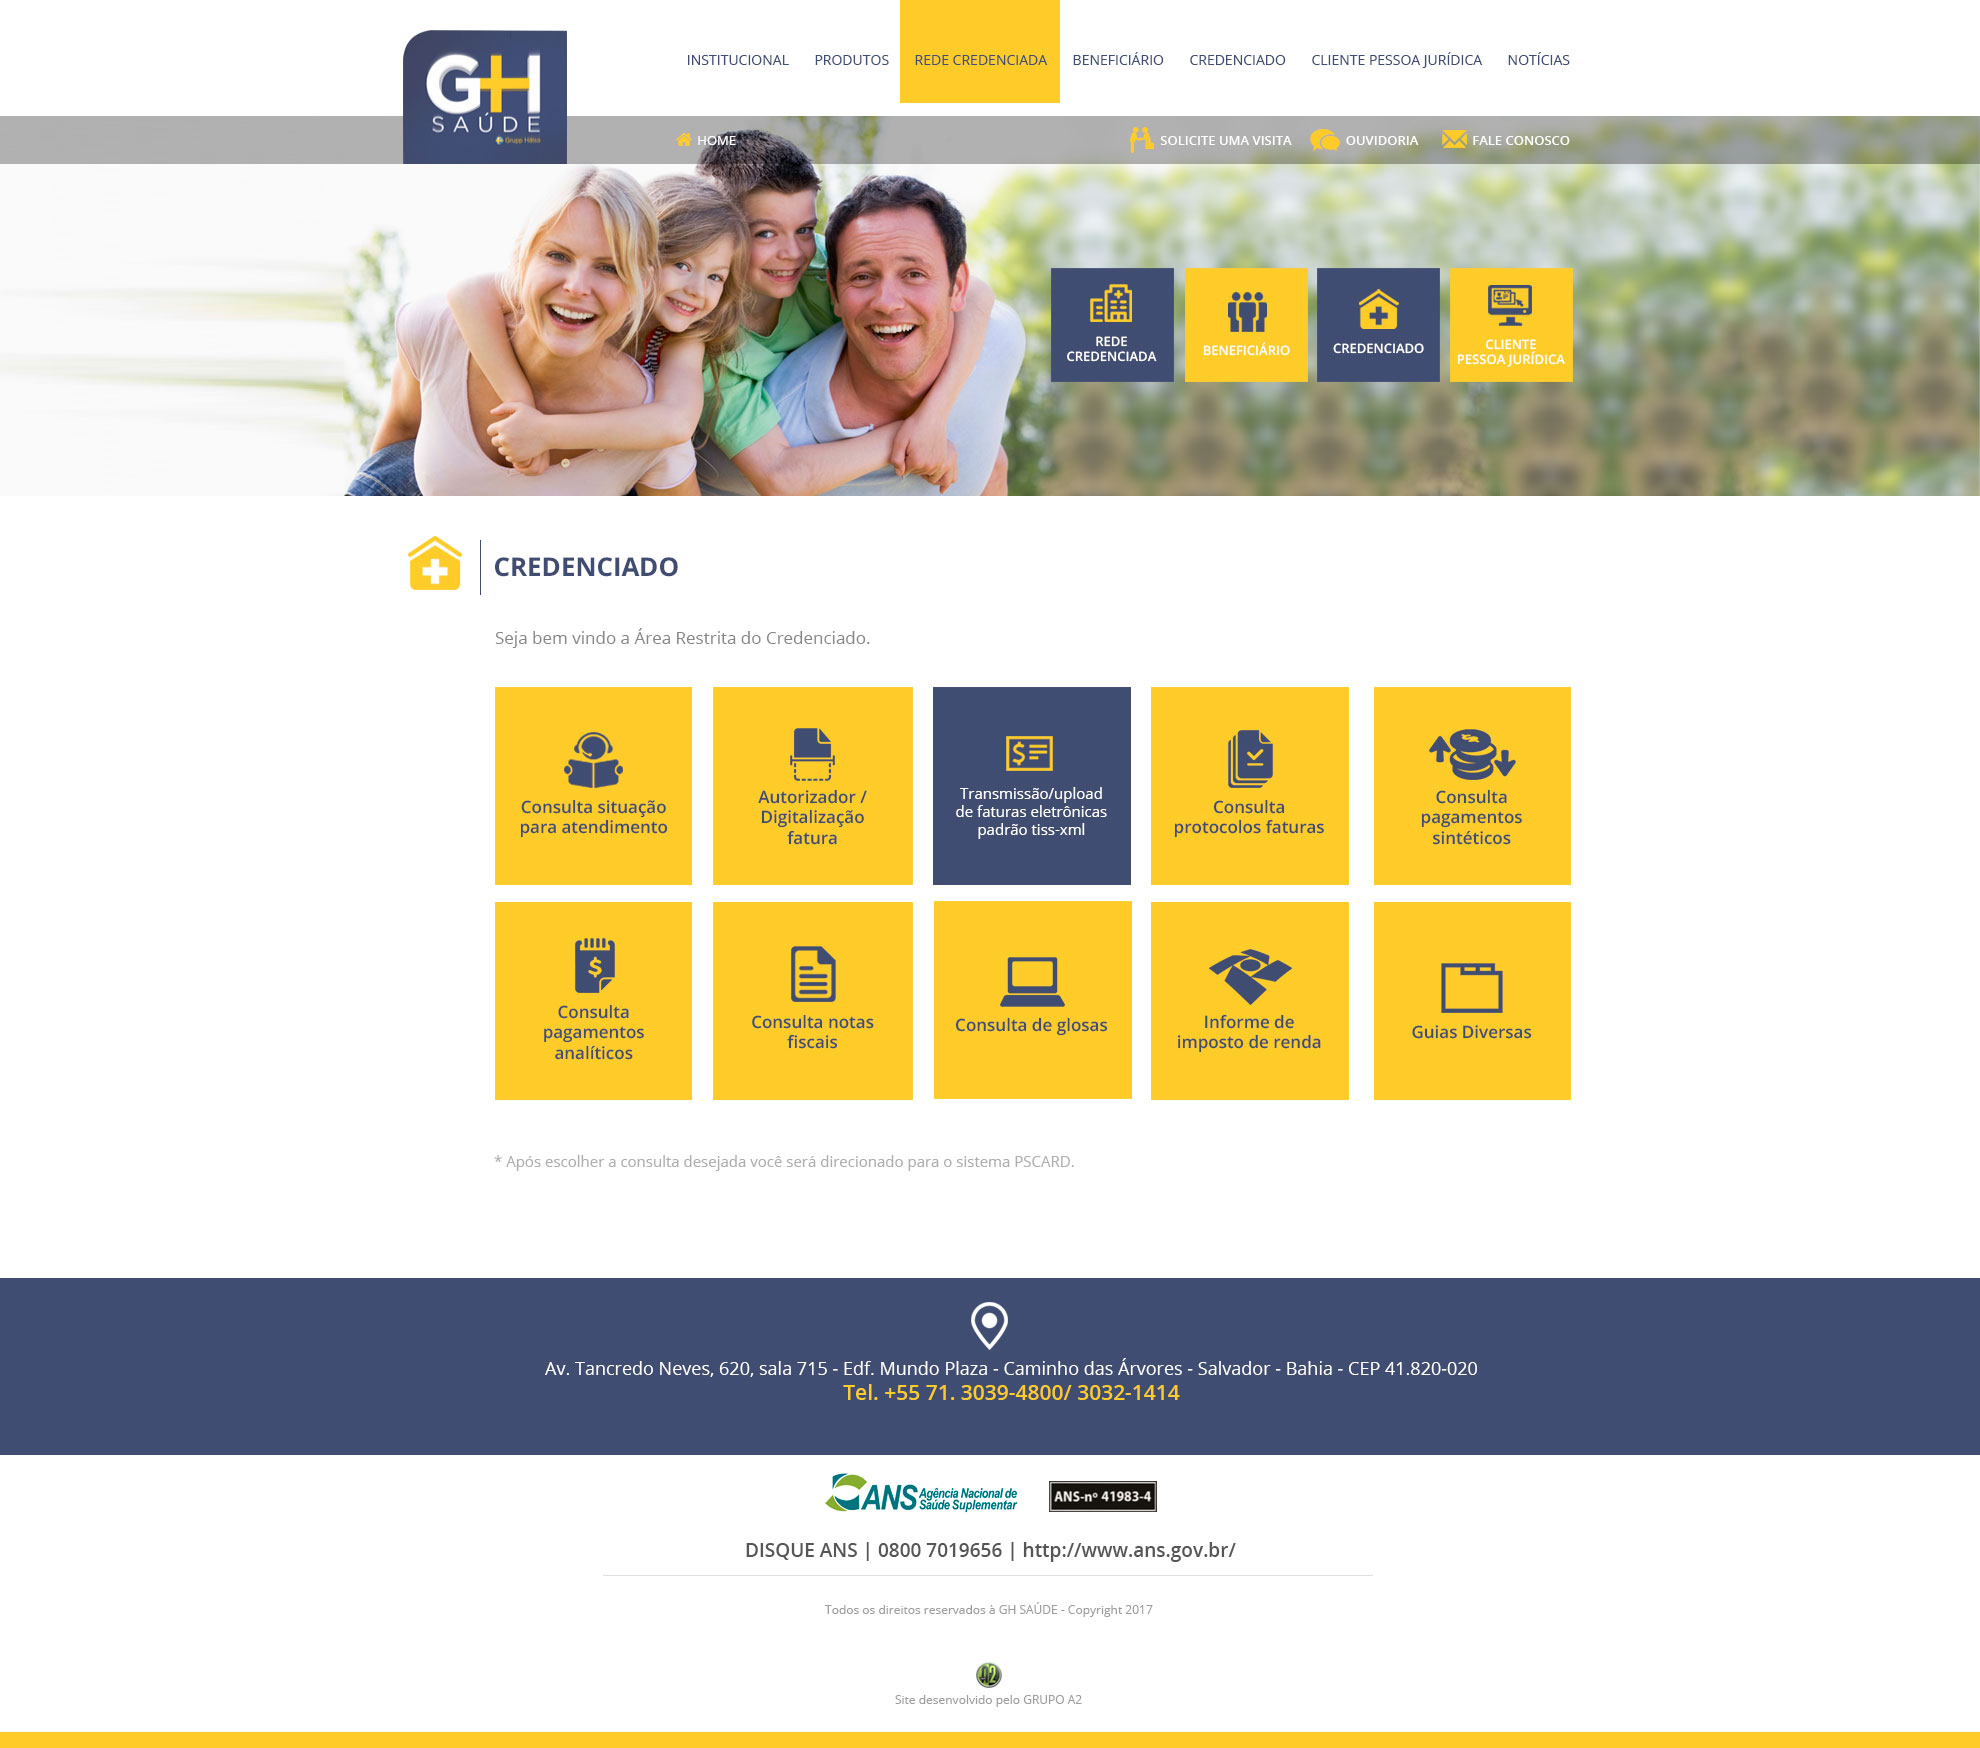 GH
SAÚDE
Grupo Hélicá
INSTITUCIONAL
PRODUTOS
REDE CREDENCIADA
BENEFICIÁRIO
CREDENCIADO
CLIENTE PESSOA JURÍDICA
NOTÍCIAS
HOME
SOLICITE UMA VISITA
OUVIDORIA
FALE CONOSCO
REDE
CREDENCIADA
BENEFICIÁRIO
CREDENCIADO
CLIENTE
PESSOA JURÍDICA
CREDENCIADO
Seja bem vindo a Área Restrita do Credenciado.
Consulta situação
para atendimento
Autorizador /
Digitalização
fatura
Transmissão/upload
de faturas eletrônicas
padrão tiss-xml
Consulta
protocolos faturas
Consulta
pagamentos
sintéticos
Consulta
pagamentos
analíticos
Consulta notas
fiscais
Consulta de glosas
Informe de
imposto de renda
Guias Diversas
* Após escolher a consulta desejada você será direcionado para o sistema PSCARD.
Av. Tancredo Neves, 620, sala 715 - Edf. Mundo Plaza - Caminho das Árvores - Salvador - Bahia - CEP 41.820-020
Tel. +55 71. 3039-4800/ 3032-1414
ANS Agência Nacional de
Saúde Suplementar
ANS-nº 41983-4
DISQUE ANS | 0800 7019656 | http://www.ans.gov.br/
Todos os direitos reservados à GH SAÚDE - Copyright 2017
A2
Site desenvolvido pelo GRUPO A2